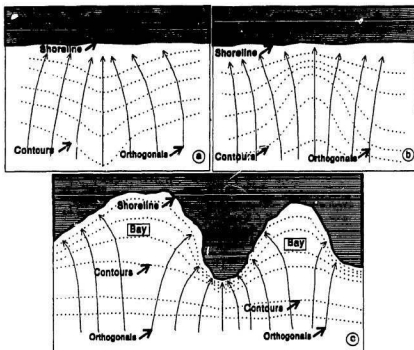 Shoreline
Contours
Orthogonals
a
Shoreline
Contours
Orthogonals
b
Shoreline
Bay
Bay
Contours
Contours
Orthogonals
Orthogonals
c